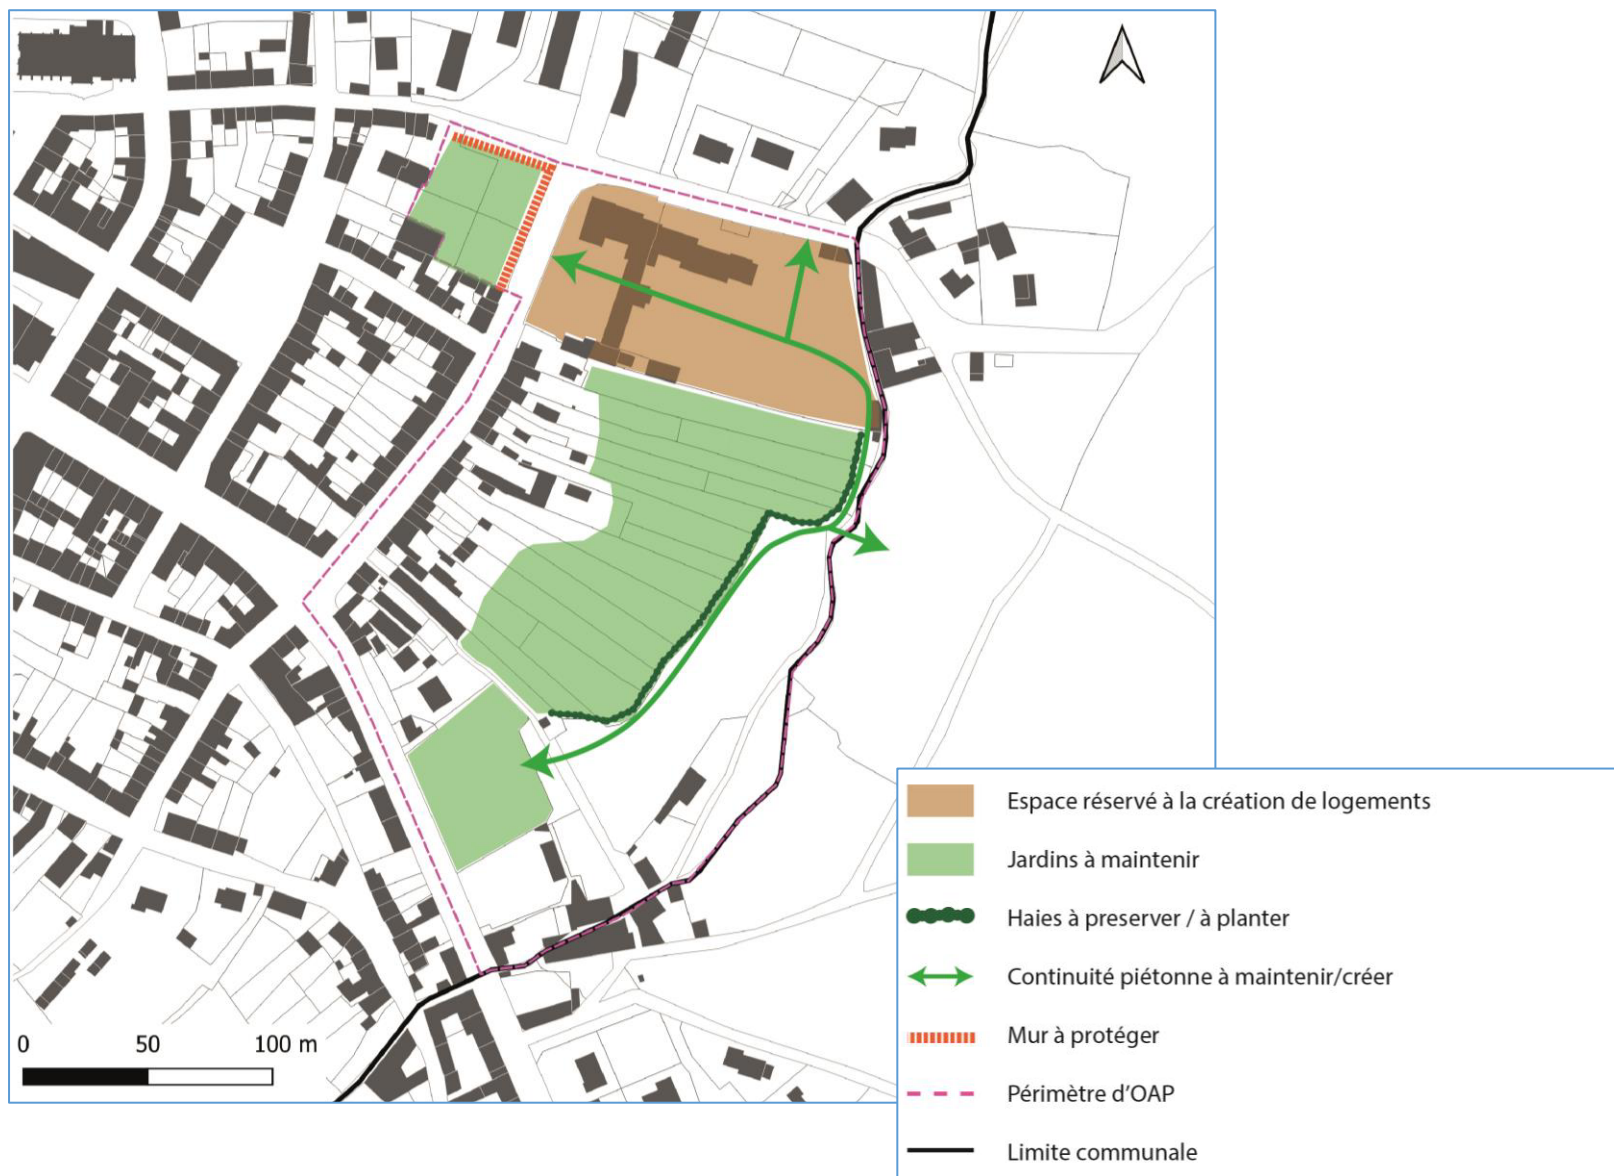 0 50 100 m
Espace réservé à la création de logements
Jardins à maintenir
Haies à preserver / à planter
Continuité piétonne à maintenir/créer
Mur à protéger
Périmètre d'OAP
Limite communale